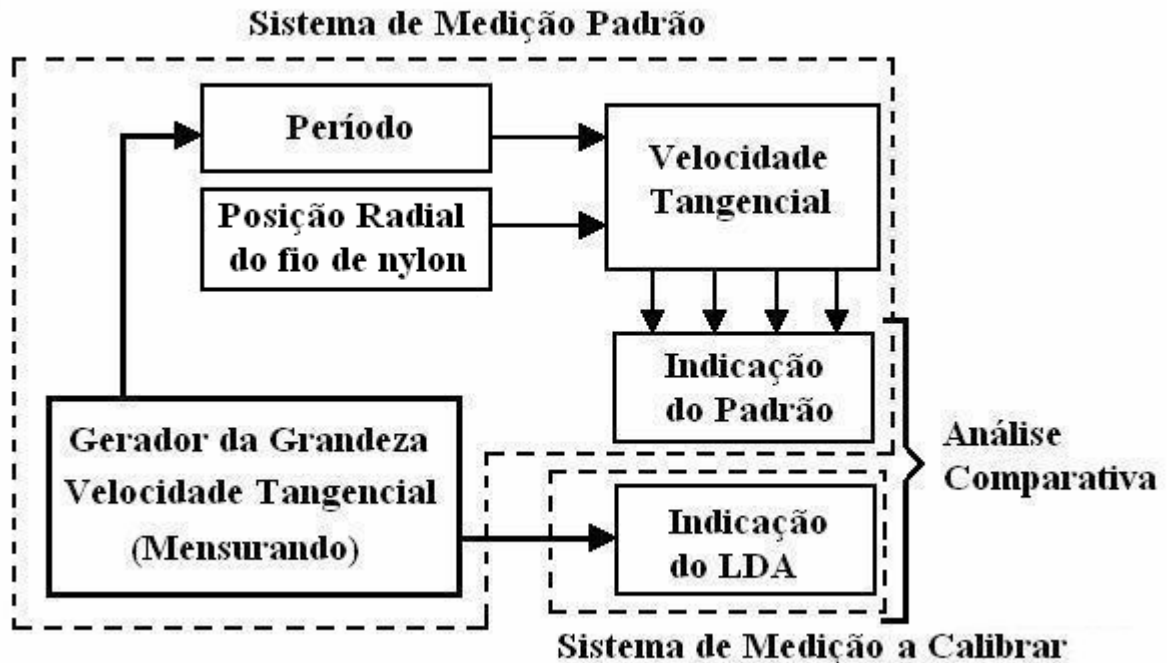 Sistema de Medição Padrão
Período
Posição Radial
do fio de nylon
Velocidade
Tangencial
Indicação
do Padrão
Gerador da Grandeza
Velocidade Tangencial
(Mensurando)
Indicação
do LDA
Análise
Comparativa
Sistema de Medição a Calibrar